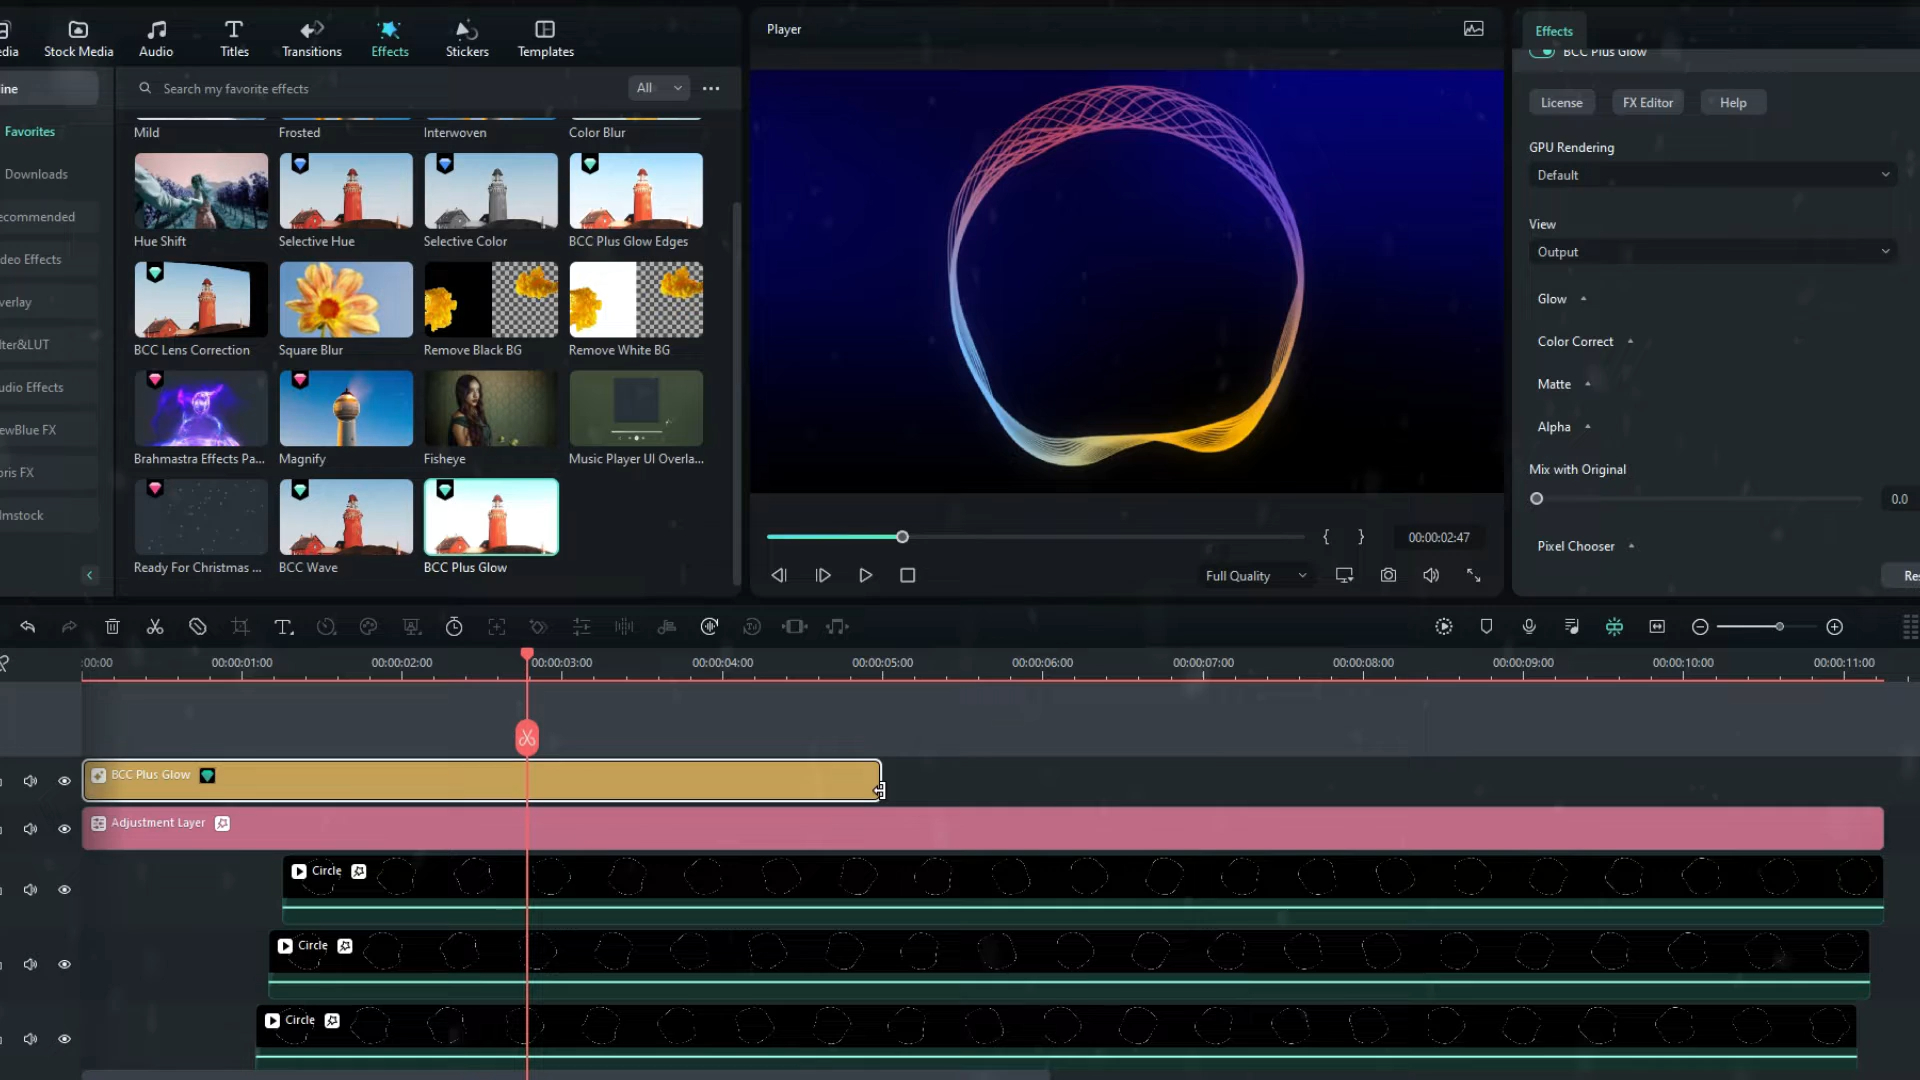 edia
Stock Media
Audio
Titles
Transitions
Effects
Stickers
Templates
ine
Favorites
Downloads
ecommended
deo Effects
verlay
lter&LUT
udio Effects
ewBlue FX
oris FX
lmstock
Search my favorite effects
All
Mild
Frosted
Interwoven
Color Blur
Hue Shift
Selective Hue
Selective Color
BCC Plus Glow Edges
BCC Lens Correction
Square Blur
Remove Black BG
Remove White BG
Brahmastra Effects Pa...
Magnify
Fisheye
Music Player UI Overla...
Ready For Christmas ...
BCC Wave
BCC Plus Glow
Player
{ }
00:00:02:47
Full Quality
Effects
BCC Plus Glow
License
FX Editor
Help
GPU Rendering
Default
View
Output
Glow
Color Correct
Matte
Alpha
Mix with Original
0.0
Pixel Chooser
Res
:00:00
00:00:01:00
00:00:02:00
00:00:03:00
00:00:04:00
00:00:05:00
00:00:06:00
00:00:07:00
00:00:08:00
00:00:09:00
00:00:10:00
00:00:11:00
BCC Plus Glow
Adjustment Layer
Circle
Circle
Circle